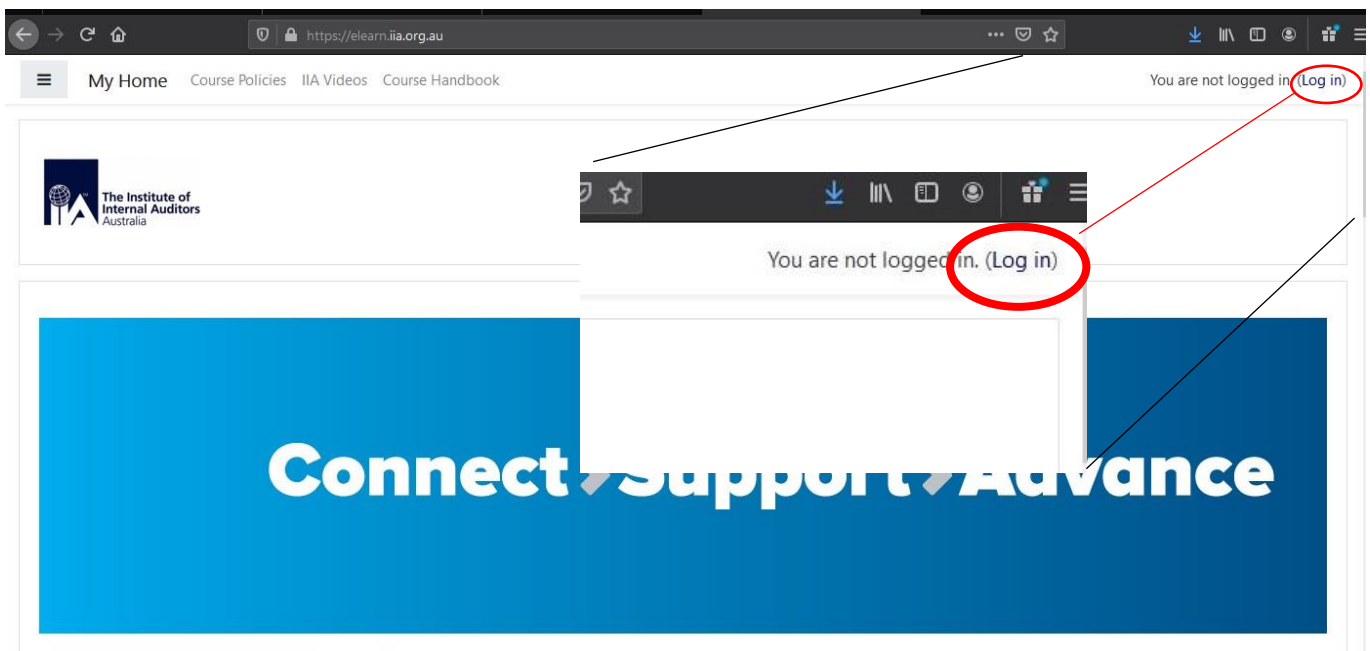 https://elearn.iia.org.au
My Home Course Policies IIA Videos Course Handbook
You are not logged in. (Log in)
The Institute of
Internal Auditors
Australia
You are not logged in. (Log in)
Connect Support Advance